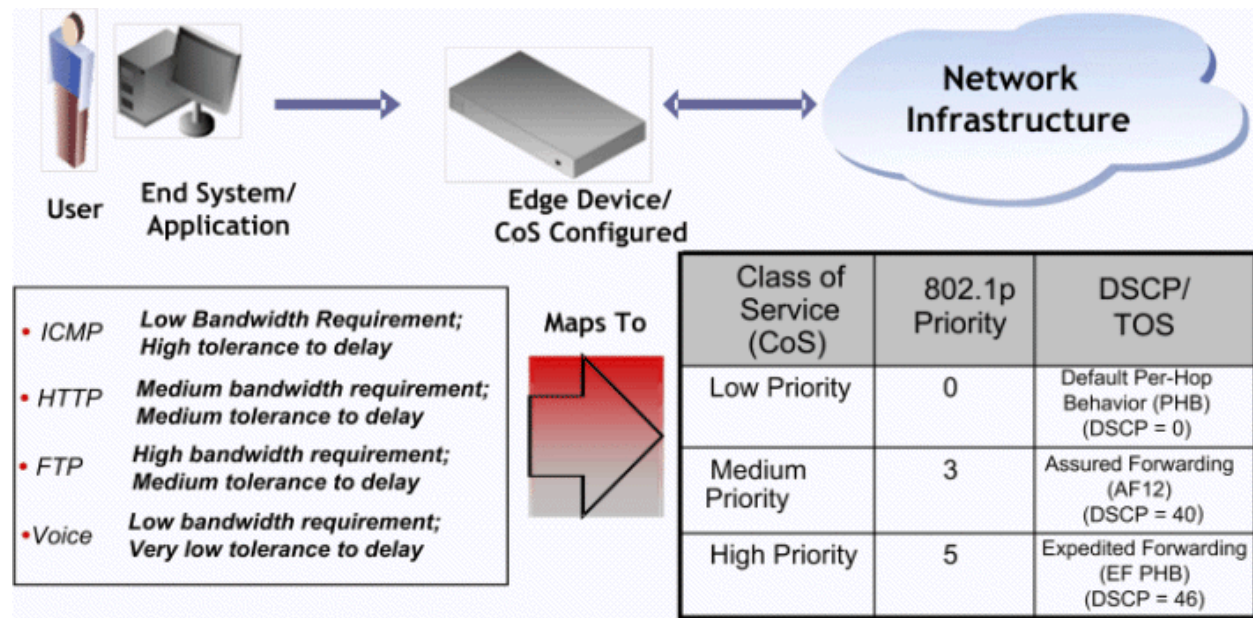 User
End System/
Application
Edge Device/
CoS Configured
Network
Infrastructure
• ICMP Low Bandwidth Requirement;
High tolerance to delay
• HTTP Medium bandwidth requirement;
Medium tolerance to delay
• FTP High bandwidth requirement;
Medium tolerance to delay
•Voice Low bandwidth requirement;
Very low tolerance to delay
Maps To
Class of
Service
(CoS)
802.1p
Priority
DSCP/
TOS
Low Priority
0
Default Per-Hop
Behavior (PHB)
(DSCP = 0)
Medium
Priority
3
Assured Forwarding
(AF12)
(DSCP = 40)
High Priority
5
Expedited Forwarding
(EF PHB)
(DSCP = 46)